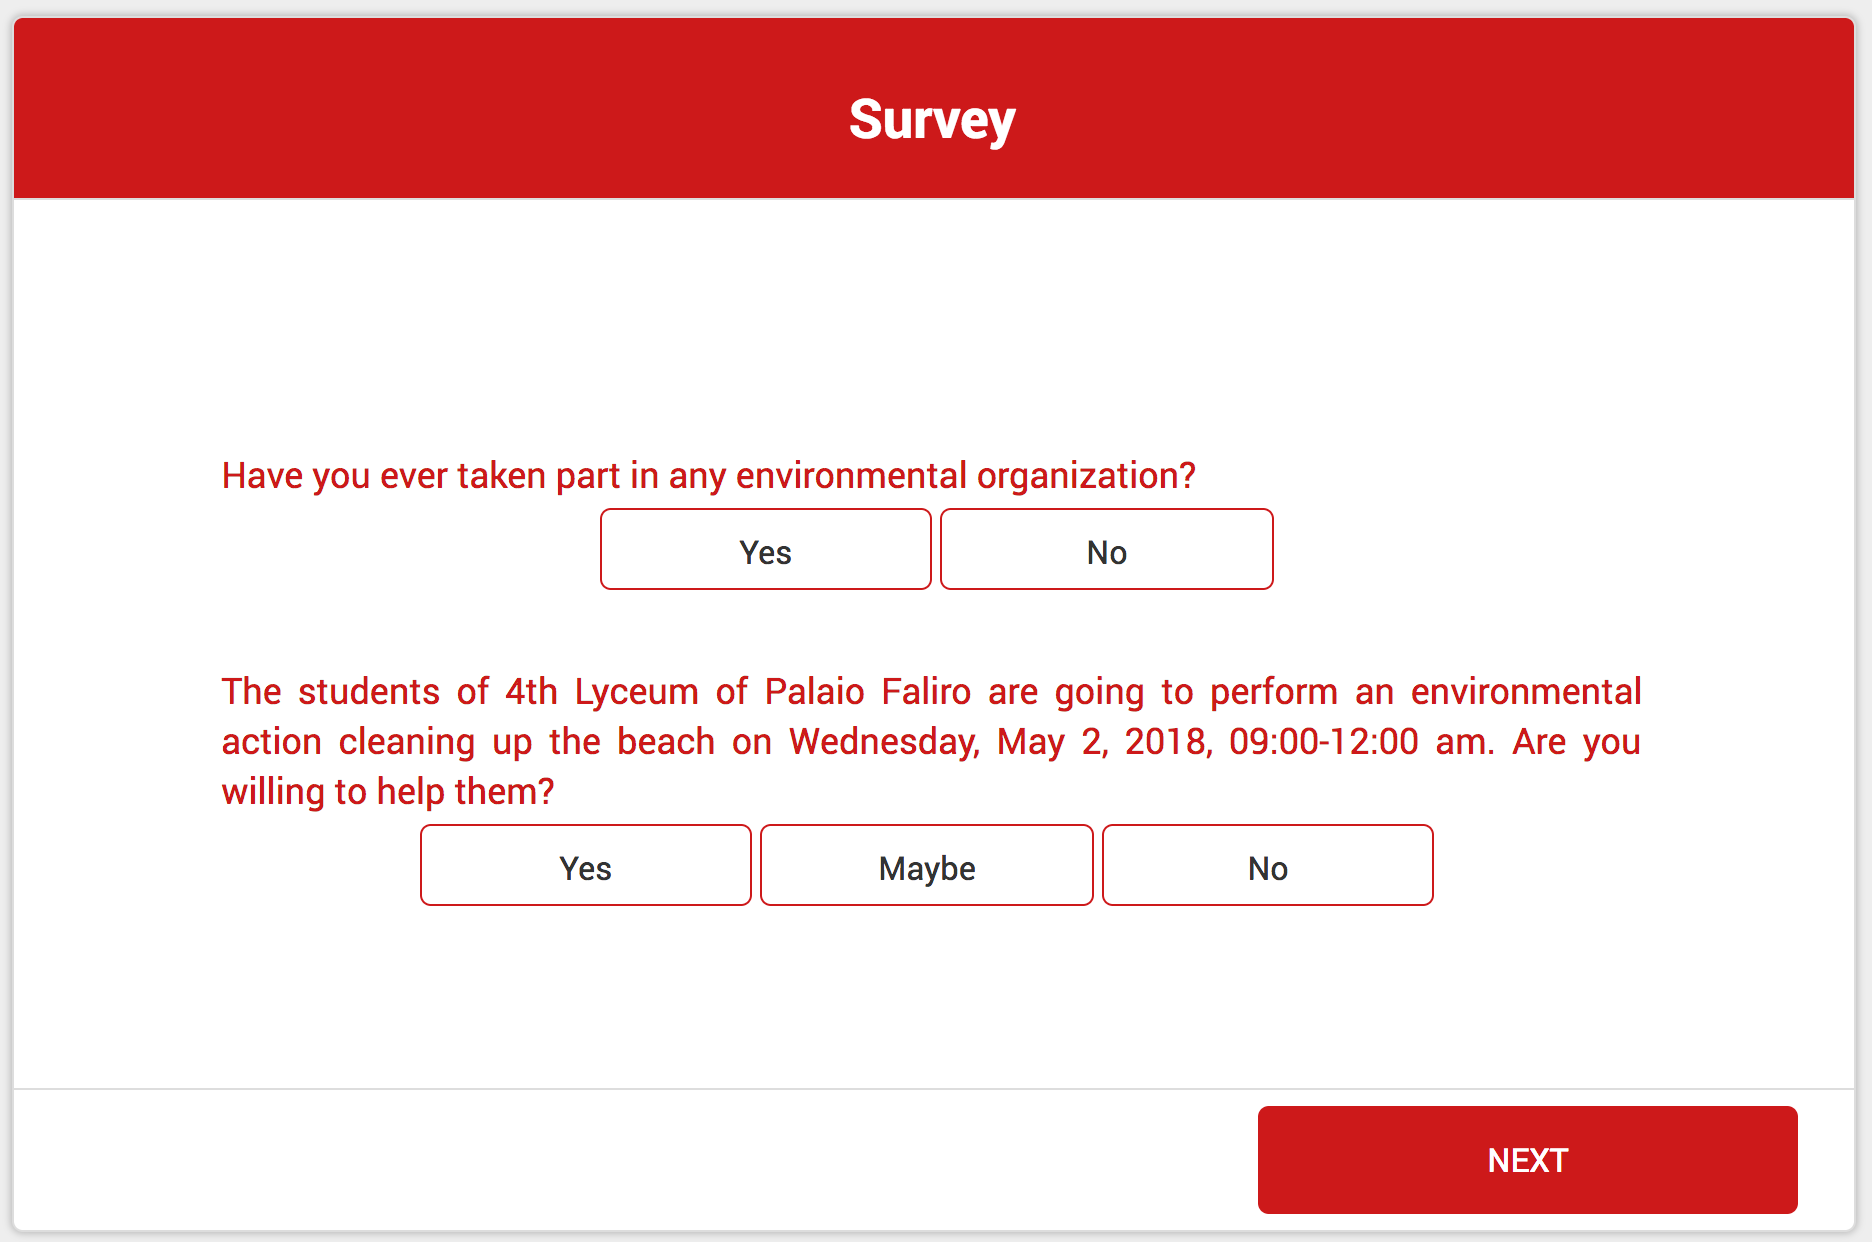 Survey
Have you ever taken part in any environmental organization?
Yes No
The students of 4th Lyceum of Palaio Faliro are going to perform an environmental
action cleaning up the beach on Wednesday, May 2, 2018, 09:00-12:00 am. Are you
willing to help them?
Yes Maybe No
NEXT